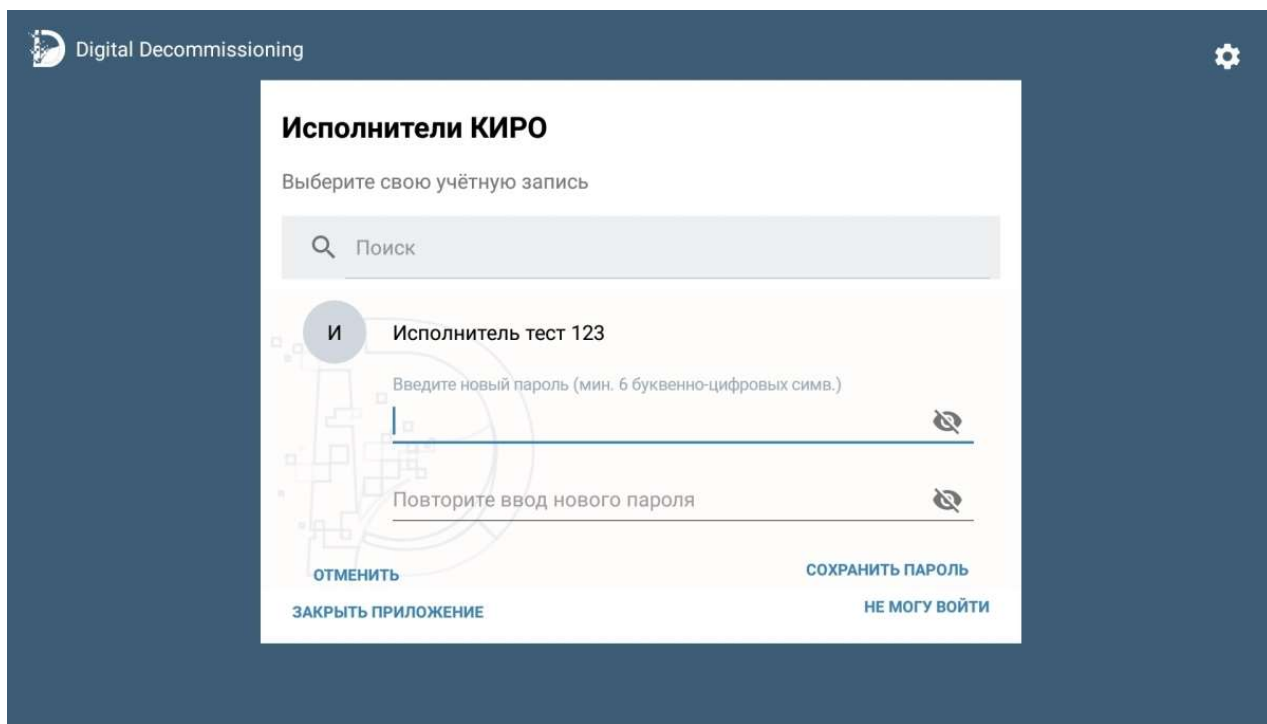 Digital Decommissioning
Исполнители КИРО
Выберите свою учётную запись
Поиск
И
Исполнитель тест 123
Введите новый пароль (мин. 6 буквенно-цифровых симв.)
Повторите ввод нового пароля
ОТМЕНИТЬ
СОХРАНИТЬ ПАРОЛЬ
ЗАКРЫТЬ ПРИЛОЖЕНИЕ
НЕ МОГУ ВОЙТИ